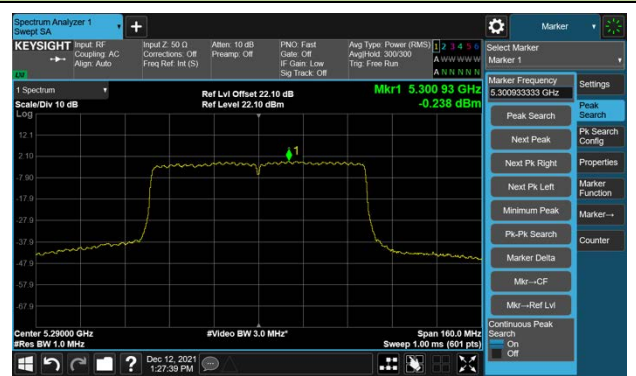 Spectrum Analyzer 1
Swept SA
+
Marker
KEYSIGHT
Input: RF
Coupling: AC
Align: Auto
Input Z: 50 Ω
Corrections: Off
Freq Ref: Int (S)
Atten: 10 dB
Preamp: Off
PNO: Fast
Gate: Off
IF Gain: Low
Sig Track: Off
Avg Type: Power (RMS)
Avg|Hold: 300/300
Trig: Free Run
1 2 3 4 5 6
A W W W W W
A N N N N N
LXI
Select Marker
Marker 1
1 Spectrum
Scale/Div 10 dB
Log
Ref Lvl Offset 22.10 dB
Ref Level 22.10 dBm
Mkr1 5.300 93 GHz
-0.238 dBm
12.1
2.10
-7.90
-17.9
-27.9
-37.9
-47.9
-57.9
-67.9
1
Center 5.29000 GHz
#Res BW 1.0 MHz
#Video BW 3.0 MHz*
Span 160.0 MHz
Sweep 1.00 ms (601 pts)
Marker Frequency
5.300933333 GHz
Peak Search
Next Peak
Next Pk Right
Next Pk Left
Minimum Peak
Pk-Pk Search
Marker Delta
Mkr→CF
Mkr→Ref Lvl
Continuous Peak
Search
On
Off
Settings
Peak
Search
Pk Search
Config
Properties
Marker
Function
Marker→
Counter
?
Dec 12, 2021
1:27:39 PM